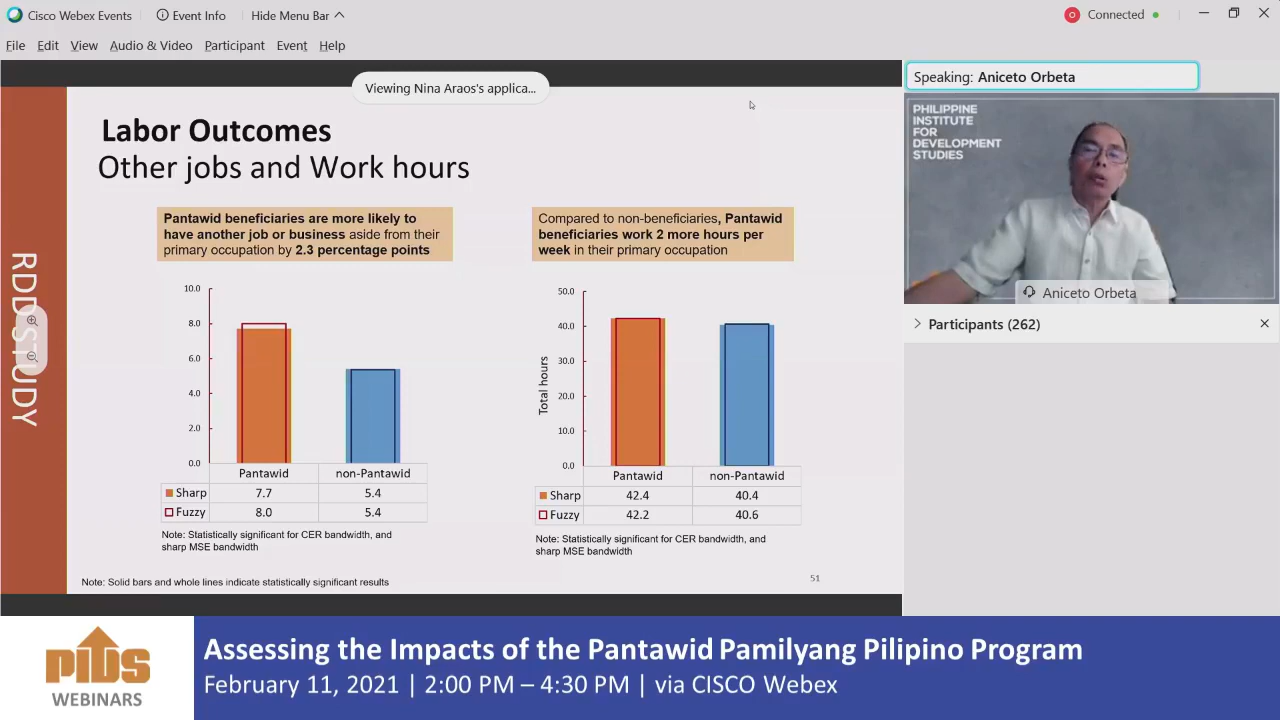 Cisco Webex Events
Event Info
Hide Menu Bar
Connected
File Edit View Audio & Video Participant Event Help
Viewing Nina Araos's applica...
Speaking: Aniceto Orbeta
PHILIPPINE
INSTITUTE
FOR
DEVELOPMENT
STUDIES
Aniceto Orbeta
Participants (262)
RDD STUDY
Labor Outcomes
Other jobs and Work hours
Pantawid beneficiaries are more likely to
have another job or business aside from their
primary occupation by 2.3 percentage points
10.0
8.0
6.0
4.0
2.0
0.0
Pantawid non-Pantawid
Sharp 7.7 5.4
Fuzzy 8.0 5.4
Note: Statistically significant for CER bandwidth, and
sharp MSE bandwidth
Compared to non-beneficiaries, Pantawid
beneficiaries work 2 more hours per
week in their primary occupation
Total hours
50.0
40.0
30.0
20.0
10.0
0.0
Pantawid non-Pantawid
Sharp 42.4 40.4
Fuzzy 42.2 40.6
Note: Statistically significant for CER bandwidth, and
sharp MSE bandwidth
Note: Solid bars and whole lines indicate statistically significant results
51
PIDS
WEBINARS
Assessing the Impacts of the Pantawid Pamilyang Pilipino Program
February 11, 2021 | 2:00 PM – 4:30 PM | via CISCO Webex